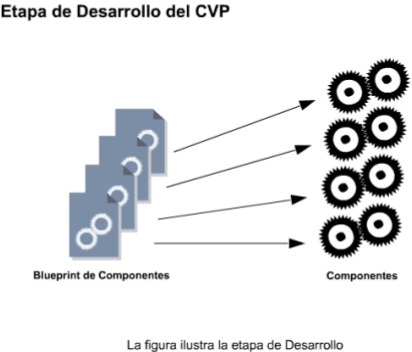 Etapa de Desarrollo del CVP
Blueprint de Componentes
Componentes
La figura ilustra la etapa de Desarrollo